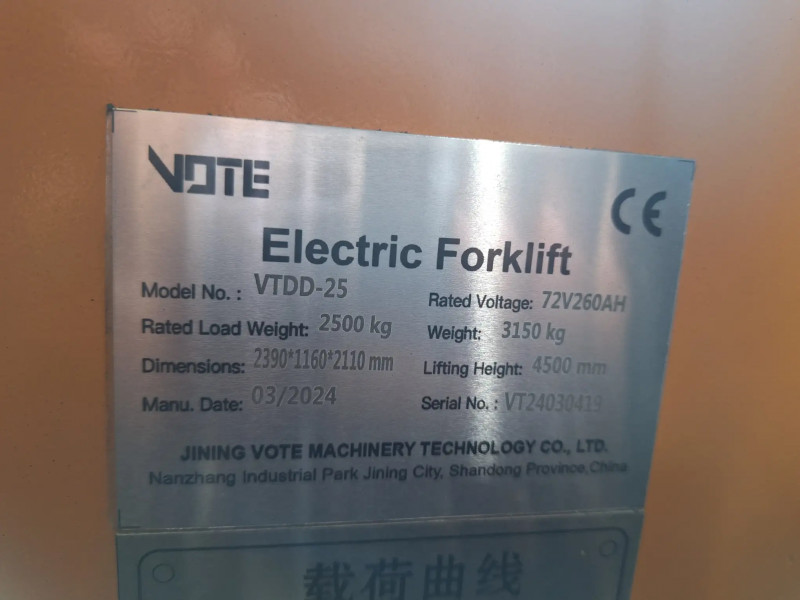 VOTE
CE
Electric Forklift
Model No. : VTDD-25
Rated Voltage: 72V260AH
Rated Load Weight: 2500 kg
Weight: 3150 kg
Dimensions: 2390*1160*2110 mm
Lifting Height: 4500 mm
Manu. Date: 03/2024
Serial No. : VT24030419
JINING VOTE MACHINERY TECHNOLOGY CO., LTD.
Nanzhang Industrial Park Jining City, Shandong Province,China
载荷曲线